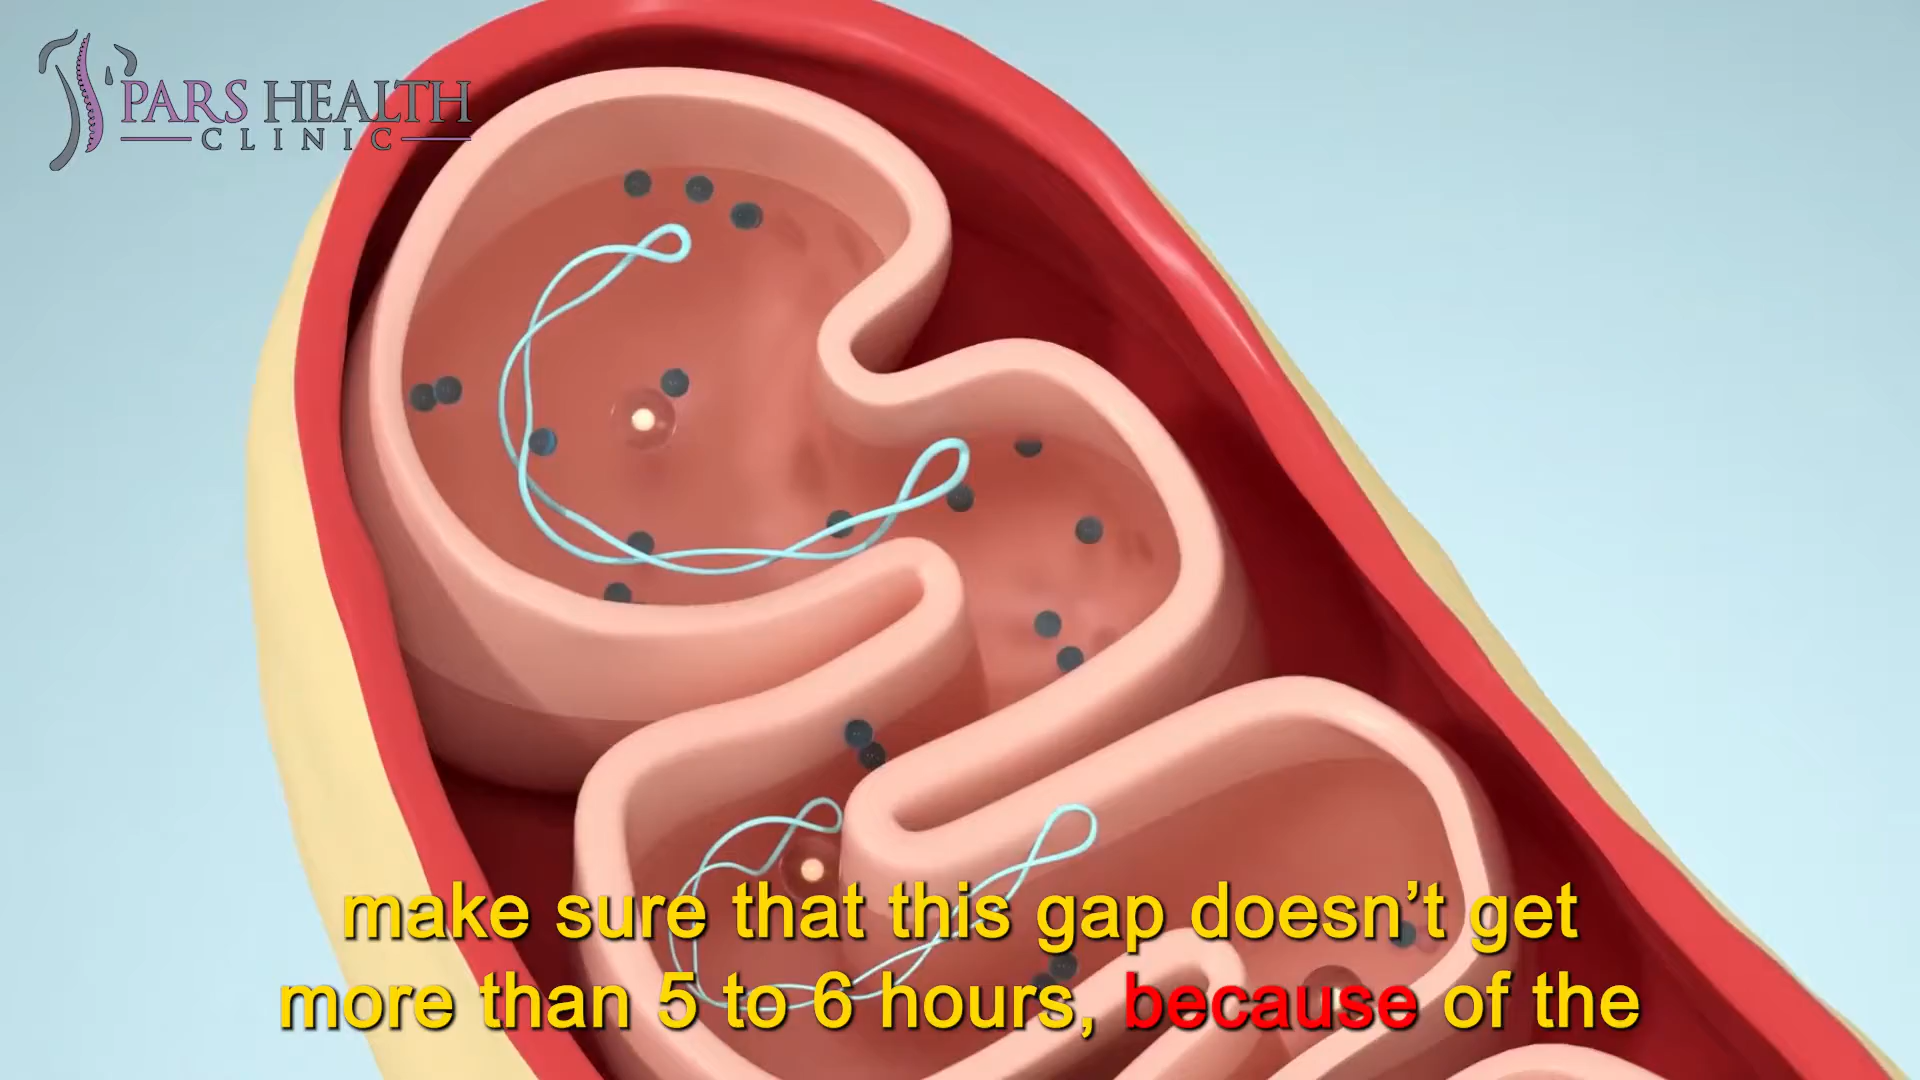 PARS HEALTH
CLINIC
make sure that this gap doesn’t get
more than 5 to 6 hours, because of the